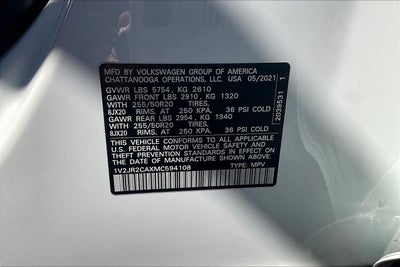 MFD BY VOLKSWAGEN GROUP OF AMERICA
CHATTANOOGA OPERATIONS, LLC. USA 05/2021
GVWR LBS 5754, KG 2610
GAWR FRONT LBS 2910, KG 1320
WITH 255/50R20 TIRES,
8JX20 AT 250 KPA, 36 PSI COLD
GAWR REAR LBS 2954, KG 1340
WITH 255/50R20 TIRES,
8JX20 AT 250 KPA, 36 PSI COLD
THIS VEHICLE CONFORMS TO ALL APPLICABLE
U.S. FEDERAL MOTOR VEHICLE SAFETY AND
THEFT PREVENTION STANDARDS IN EFFECT
ON THE DATE OF MANUFACTURE SHOWN ABOVE.
1V2JR2CAXMC594108 TYPE: MPV
2039531 1